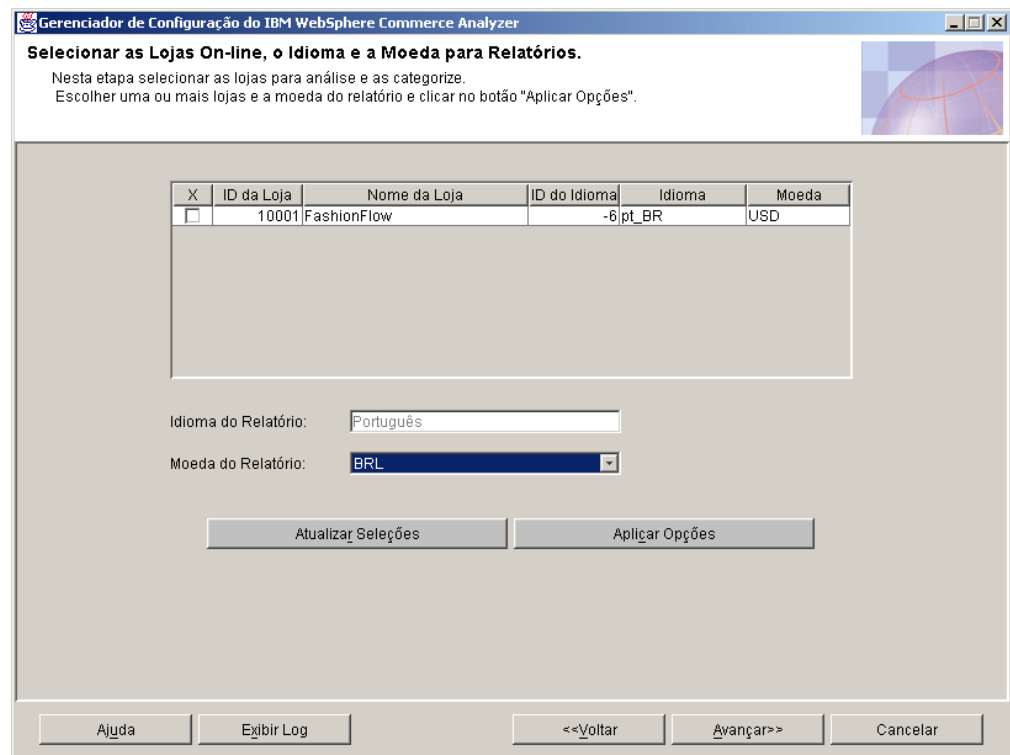 Gerenciador de Configuração do IBM WebSphere Commerce Analyzer
Selecionar as Lojas On-line, o Idioma e a Moeda para Relatórios.
Nesta etapa selecionar as lojas para análise e as categorize.
Escolher uma ou mais lojas e a moeda do relatório e clicar no botão "Aplicar Opções".
X ID da Loja Nome da Loja ID do Idioma Idioma Moeda
10001 FashionFlow -6 pt_BR USD
Idioma do Relatório: Português
Moeda do Relatório: BRL
Atualizar Seleções Aplicar Opções
Ajuda Exibir Log <<Voltar Avançar>> Cancelar